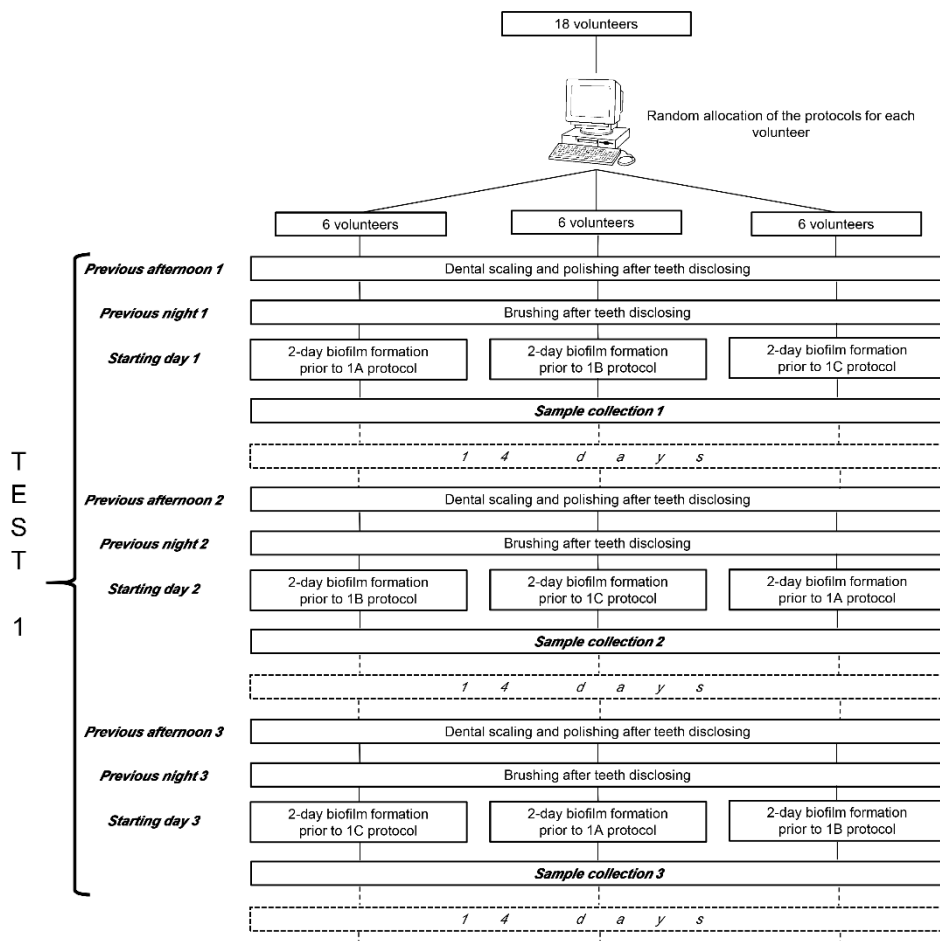 18 volunteers
Random allocation of the protocols for each
volunteer
6 volunteers
6 volunteers
6 volunteers
TEST 1
Previous afternoon 1
Dental scaling and polishing after teeth disclosing
Previous night 1
Brushing after teeth disclosing
Starting day 1
2-day biofilm formation
prior to 1A protocol
2-day biofilm formation
prior to 1B protocol
2-day biofilm formation
prior to 1C protocol
Sample collection 1
14 days
Previous afternoon 2
Dental scaling and polishing after teeth disclosing
Previous night 2
Brushing after teeth disclosing
Starting day 2
2-day biofilm formation
prior to 1B protocol
2-day biofilm formation
prior to 1C protocol
2-day biofilm formation
prior to 1A protocol
Sample collection 2
14 days
Previous afternoon 3
Dental scaling and polishing after teeth disclosing
Previous night 3
Brushing after teeth disclosing
Starting day 3
2-day biofilm formation
prior to 1C protocol
2-day biofilm formation
prior to 1A protocol
2-day biofilm formation
prior to 1B protocol
Sample collection 3
14 days